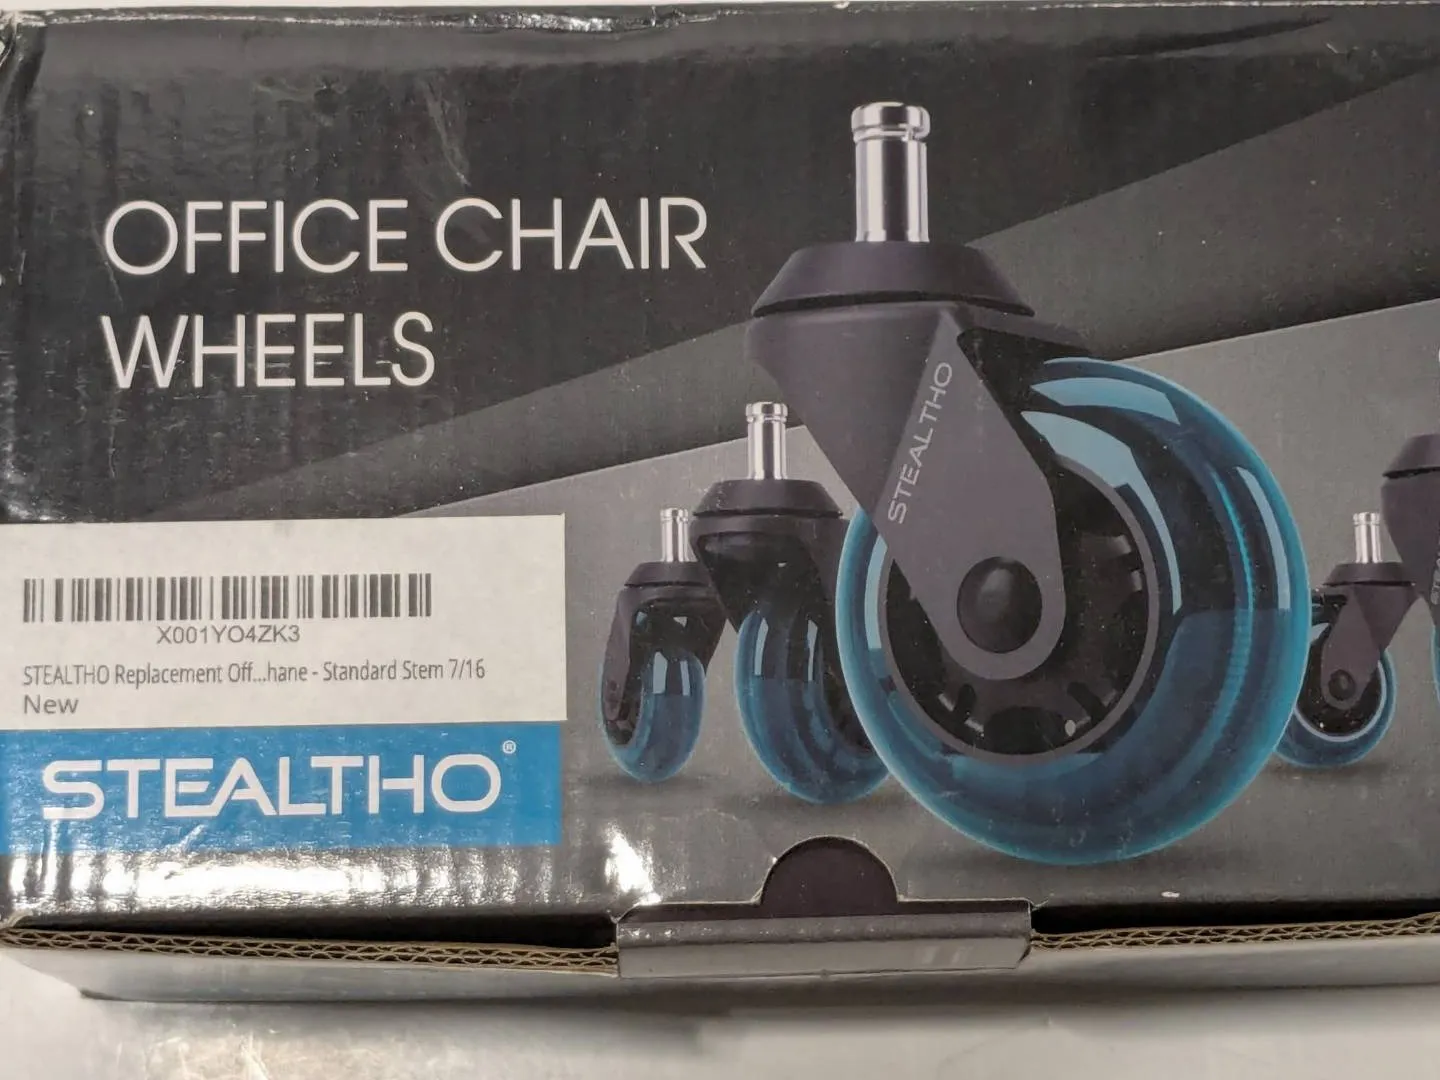 OFFICE CHAIR
WHEELS
STEALTHO
X001YO4ZK3
STEALTHO Replacement Off...hane - Standard Stem 7/16
New
STEALTHO®